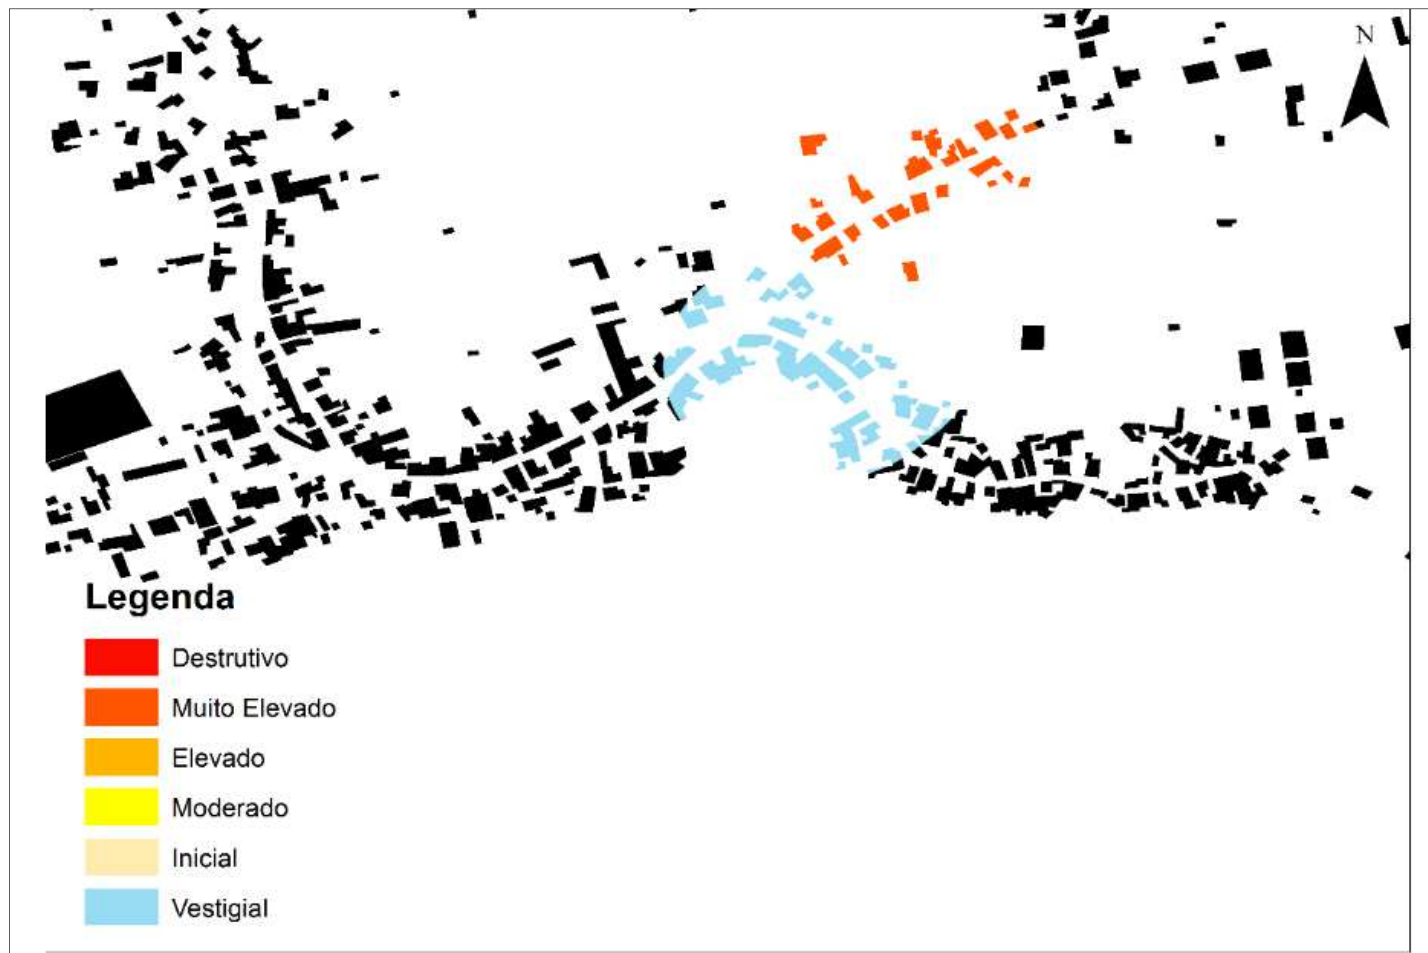 N
Legenda
Destrutivo
Muito Elevado
Elevado
Moderado
Inicial
Vestigial